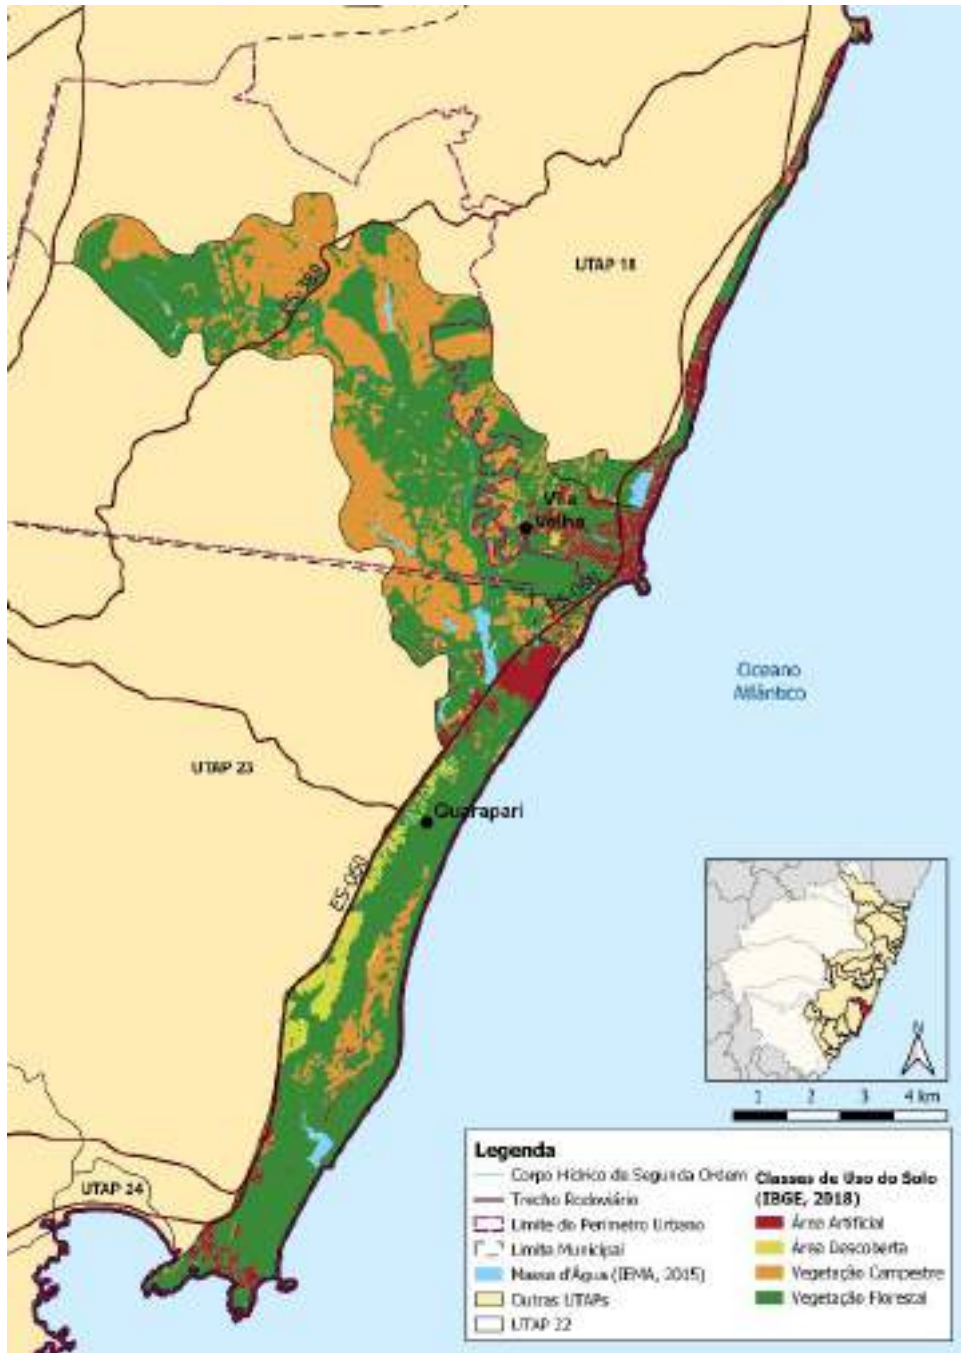 UTAP 18
Vila
Velha
Oceano
Atlântico
UTAP 23
Guarapari
ES-060
UTAP 24
N
1 2 3 4 km
Legenda
Corpo Hídrico de Segunda Ordem
Trecho Rodoviário
Limite do Perímetro Urbano
Limite Municipal
Massa d'Água (IEMA, 2015)
Outras UTAPs
UTAP 22
Classes de Uso do Solo
(IBGE, 2018)
Área Artificial
Área Descoberta
Vegetação Campestre
Vegetação Florestal